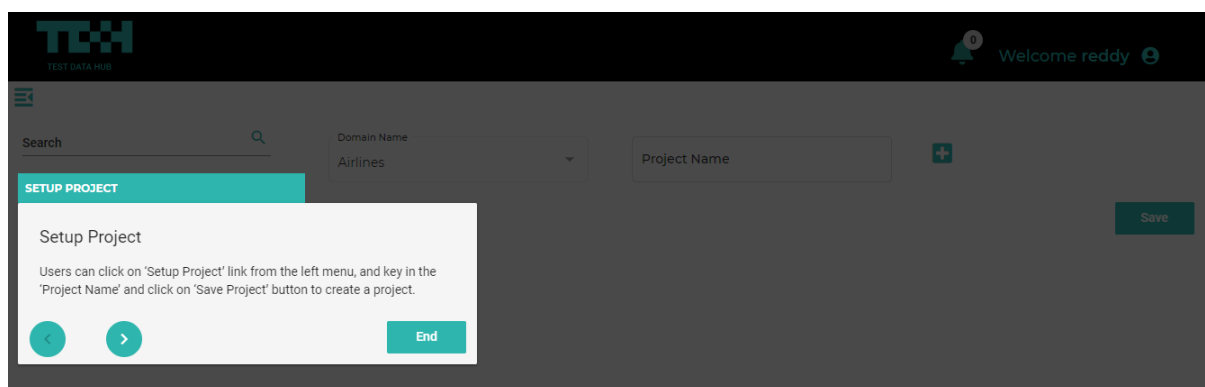 TDH
TEST DATA HUB
0
Welcome reddy
Search
Domain Name
Airlines
Project Name
SETUP PROJECT
Save
Setup Project
Users can click on ‘Setup Project’ link from the left menu, and key in the
‘Project Name’ and click on ‘Save Project’ button to create a project.
End